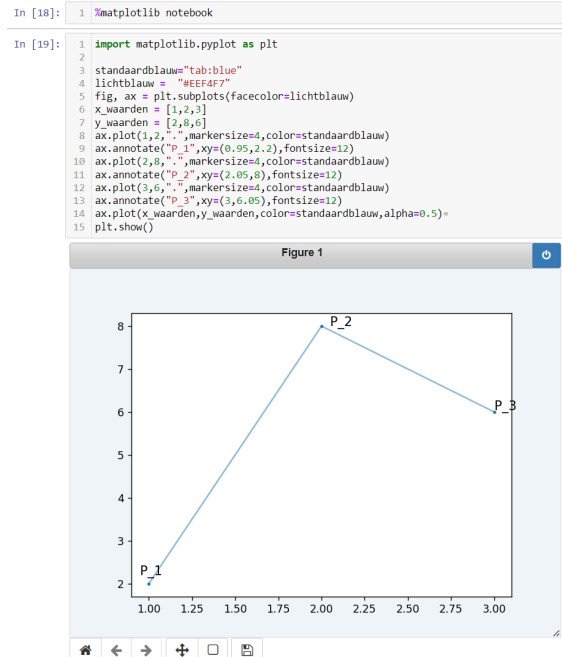 In [18]: 1 %matplotlib notebook
In [19]: 1 import matplotlib.pyplot as plt
2
3 standaardblauw="tab:blue"
4 lichtblauw =  "#EEF4F7"
5 fig, ax = plt.subplots(facecolor=lichtblauw)
6 x_waarden = [1,2,3]
7 y_waarden = [2,8,6]
8 ax.plot(1,2,".",markersize=4,color=standaardblauw)
9 ax.annotate("P_1",xy=(0.95,2.2),fontsize=12)
10 ax.plot(2,8,".",markersize=4,color=standaardblauw)
11 ax.annotate("P_2",xy=(2.05,8),fontsize=12)
12 ax.plot(3,6,".",markersize=4,color=standaardblauw)
13 ax.annotate("P_3",xy=(3,6.05),fontsize=12)
14 ax.plot(x_waarden,y_waarden,color=standaardblauw,alpha=0.5)*
15 plt.show()
Figure 1
P_2
8
7
P_3
6
5
4
3
P_1
2
1.00 1.25 1.50 1.75 2.00 2.25 2.50 2.75 3.00